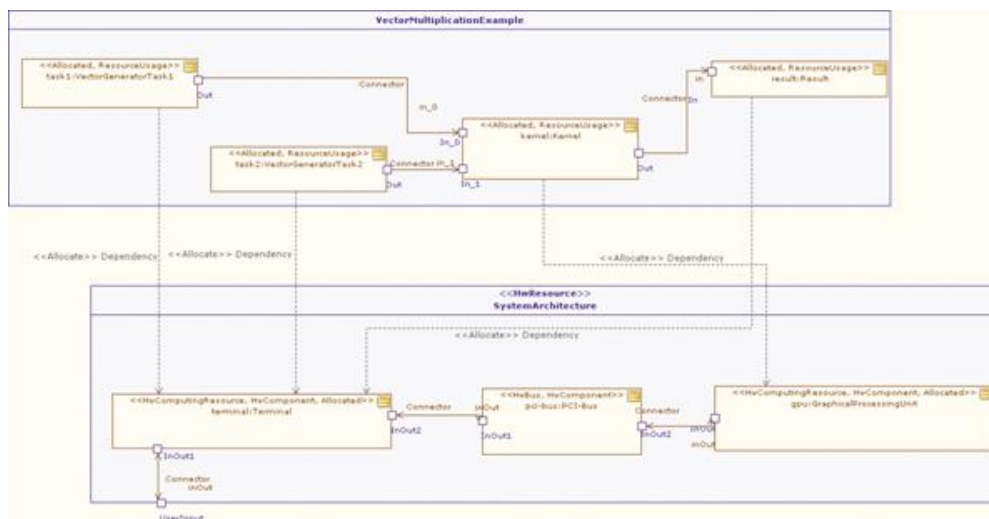 VectorMultiplicationExample
<<Allocated, ResourceUsage>>
task1:VectorGeneratorTask1
Out
Connector
in_0
<<Allocated, ResourceUsage>>
result:Result
in
In
Connector
<<Allocated, ResourceUsage>>
kernel:Kernel
In_0
In_1
Out
<<Allocated, ResourceUsage>>
task2:VectorGeneratorTask2
Out
Connector in_1
<<Allocate>> Dependency
<<Allocate>> Dependency
<<Allocate>> Dependency
<<HwResource>>
SystemArchitecture
<<Allocate>> Dependency
<<HwComputingResource, HwComponent, Allocated>>
terminal:Terminal
InOut2
InOut1
Connector
inOut
<<HwBus, HwComponent>>
pci-bus:PCI-Bus
InOut1
InOut2
Connector
<<HwComputingResource, HwComponent, Allocated>>
gpu:GraphicalProcessingUnit
InOut
inOut
Connector
inOut
UserInput